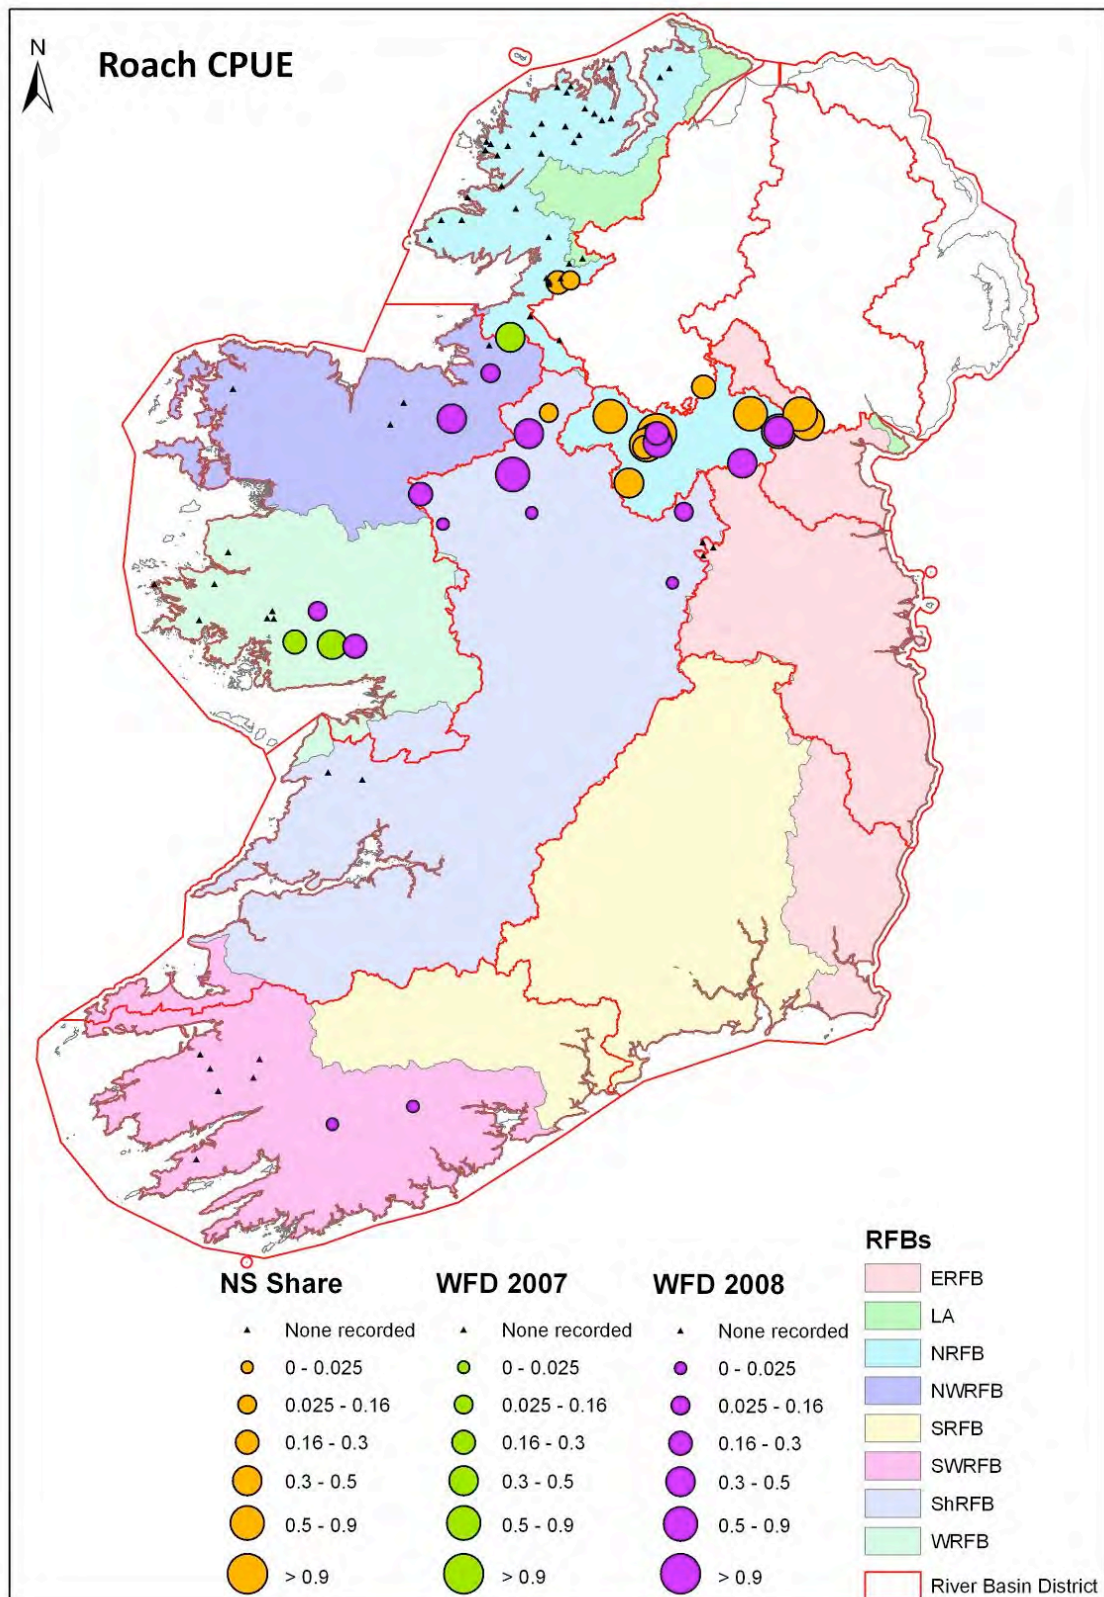 N
Roach CPUE
NS Share
None recorded
0 - 0.025
0.025 - 0.16
0.16 - 0.3
0.3 - 0.5
0.5 - 0.9
> 0.9
WFD 2007
None recorded
0 - 0.025
0.025 - 0.16
0.16 - 0.3
0.3 - 0.5
0.5 - 0.9
> 0.9
WFD 2008
None recorded
0 - 0.025
0.025 - 0.16
0.16 - 0.3
0.3 - 0.5
0.5 - 0.9
> 0.9
RFBs
ERFB
LA
NRFB
NWRFB
SRFB
SWRFB
ShRFB
WRFB
River Basin District